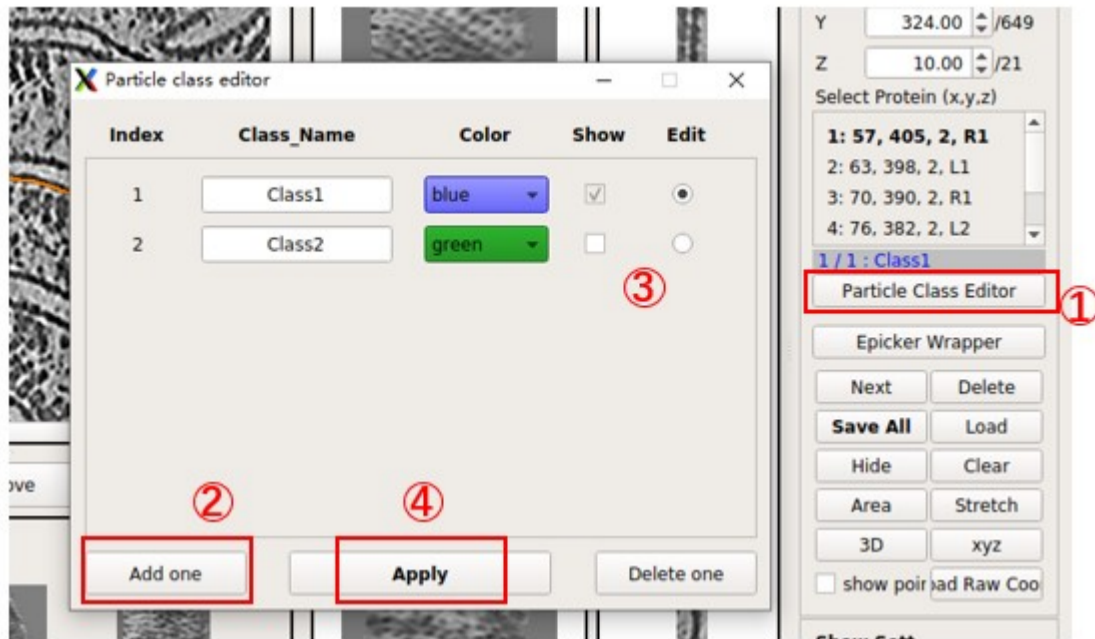 Particle class editor
Index Class_Name Color Show Edit
1 Class1 blue
2 Class2 green
③
② ④
Add one Apply Delete one
Y 324.00 /649
Z 10.00 /21
Select Protein (x,y,z)
1: 57, 405, 2, R1
2: 63, 398, 2, L1
3: 70, 390, 2, R1
4: 76, 382, 2, L2
1 / 1 : Class1
Particle Class Editor ①
Epicker Wrapper
Next Delete
Save All Load
Hide Clear
Area Stretch
3D xyz
show poir oad Raw Coo